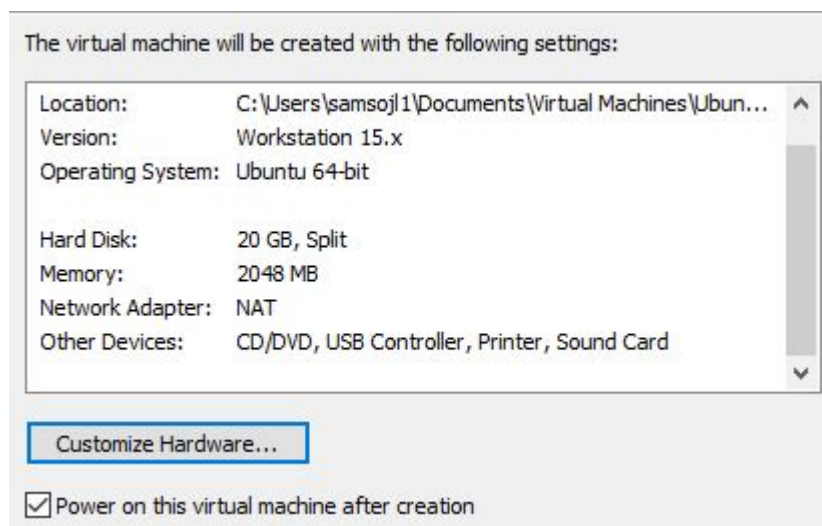 The virtual machine will be created with the following settings:
Location: C:\Users\samsojl1\Documents\Virtual Machines\Ubun...
Version: Workstation 15.x
Operating System: Ubuntu 64-bit
Hard Disk: 20 GB, Split
Memory: 2048 MB
Network Adapter: NAT
Other Devices: CD/DVD, USB Controller, Printer, Sound Card
Customize Hardware...
Power on this virtual machine after creation